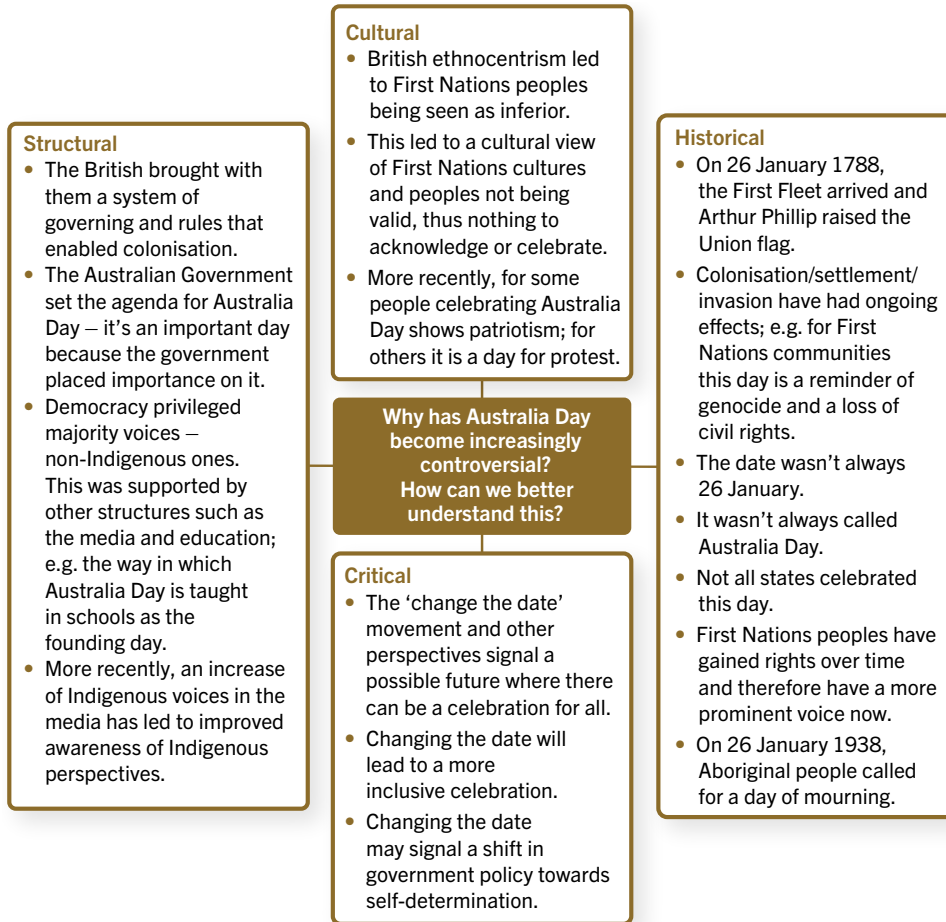 Cultural
• British ethnocentrism led
to First Nations peoples
being seen as inferior.
• This led to a cultural view
of First Nations cultures
and peoples not being
valid, thus nothing to
acknowledge or celebrate.
• More recently, for some
people celebrating Australia
Day shows patriotism; for
others it is a day for protest.
Structural
• The British brought with
them a system of
governing and rules that
enabled colonisation.
• The Australian Government
set the agenda for Australia
Day – it’s an important day
because the government
placed importance on it.
• Democracy privileged
majority voices –
non-Indigenous ones.
This was supported by
other structures such as
the media and education;
e.g. the way in which
Australia Day is taught
in schools as the
founding day.
• More recently, an increase
of Indigenous voices in the
media has led to improved
awareness of Indigenous
perspectives.
Why has Australia Day
become increasingly
controversial?
How can we better
understand this?
Historical
• On 26 January 1788,
the First Fleet arrived and
Arthur Phillip raised the
Union flag.
• Colonisation/settlement/
invasion have had ongoing
effects; e.g. for First
Nations communities
this day is a reminder of
genocide and a loss of
civil rights.
• The date wasn’t always
26 January.
• It wasn’t always called
Australia Day.
• Not all states celebrated
this day.
• First Nations peoples have
gained rights over time
and therefore have a more
prominent voice now.
• On 26 January 1938,
Aboriginal people called
for a day of mourning.
Critical
• The ‘change the date’
movement and other
perspectives signal a
possible future where there
can be a celebration for all.
• Changing the date will
lead to a more
inclusive celebration.
• Changing the date
may signal a shift in
government policy towards
self-determination.